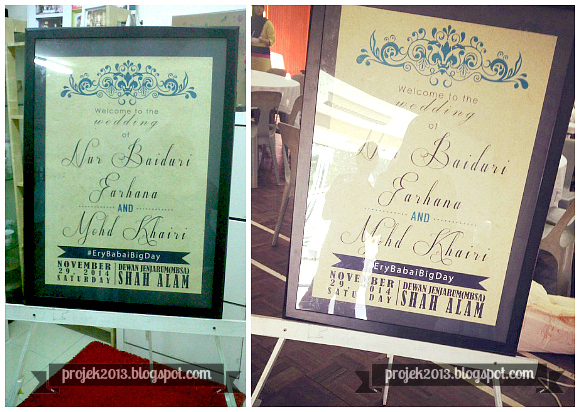 Welcome to the
wedding
of
Nur Baiduri
Farhana
AND
Mohd Khairi
#EryBabaiBigDay
NOVEMBER
29, 2014
SATURDAY
DEWAN JENJARUM(MBSA)
SHAH ALAM
projek2013.blogspot.com
Welcome to the
wedding
of
Nur Baiduri
Farhana
AND
Mohd Khairi
#EryBabaiBigDay
NOVEMBER
29, 2014
SATURDAY
DEWAN JENJARUM(MBSA)
SHAH ALAM
projek2013.blogspot.com